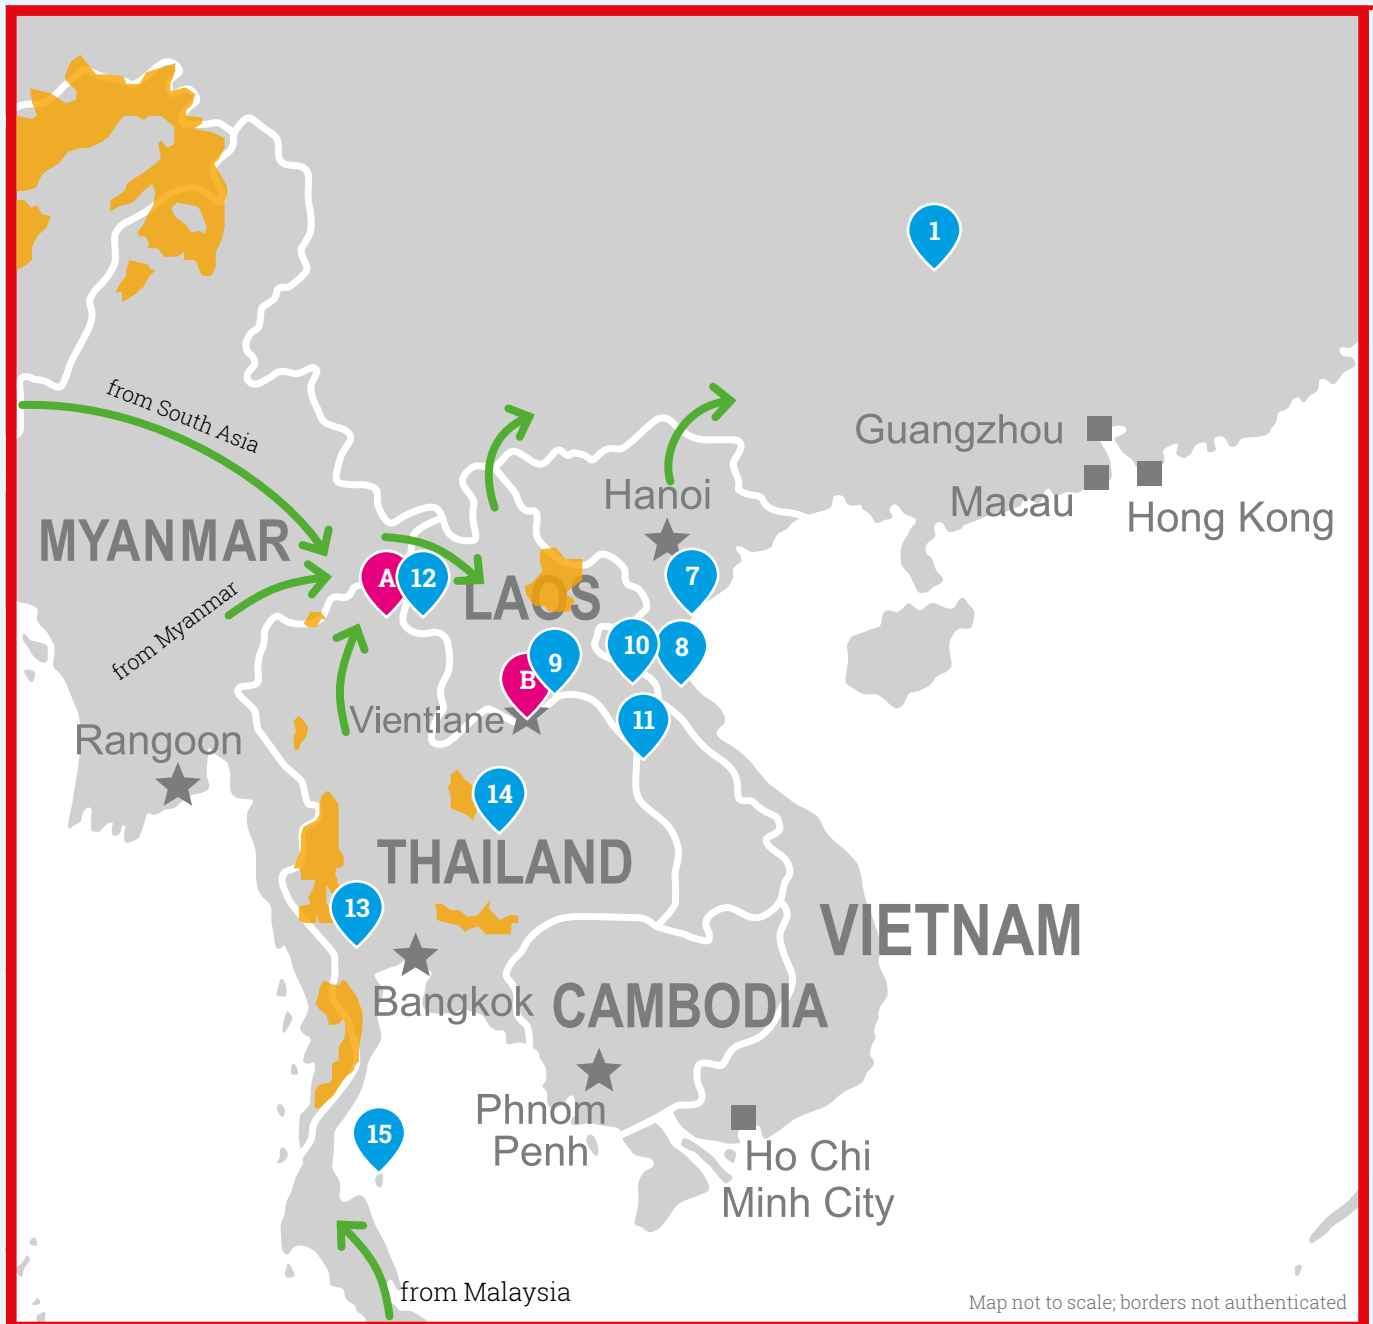 1
from South Asia
Guangzhou
Macau
Hong Kong
Hanoi
MYANMAR
A
12
LAOS
7
from Myanmar
10
8
9
B
11
Vientiane
Rangoon
14
THAILAND
13
VIETNAM
Bangkok
CAMBODIA
Phnom
Penh
15
Ho Chi
Minh City
from Malaysia
Map not to scale; borders not authenticated